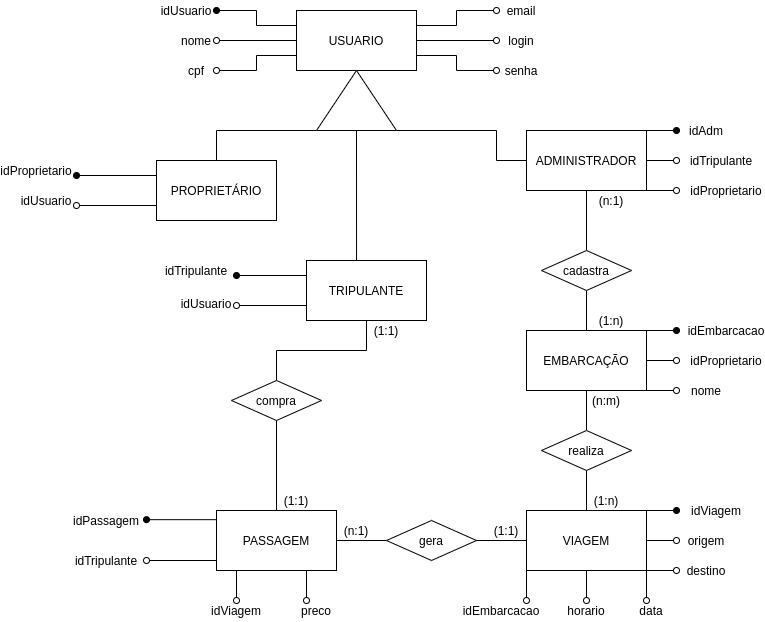 idUsuario
email
nome
USUARIO
login
cpf
senha
idAdm
idProprietario
PROPRIETÁRIO
ADMINISTRADOR
idTripulante
idUsuario
idProprietario
(n:1)
idTripulante
cadastra
TRIPULANTE
idUsuario
(1:1)
(1:n)
idEmbarcacao
EMBARCAÇÃO
idProprietario
nome
compra
(n:m)
realiza
(1:1)
(1:n)
idPassagem
idViagem
PASSAGEM
(n:1)
gera
(1:1)
VIAGEM
origem
idTripulante
destino
idViagem
preco
idEmbarcacao
horario
data